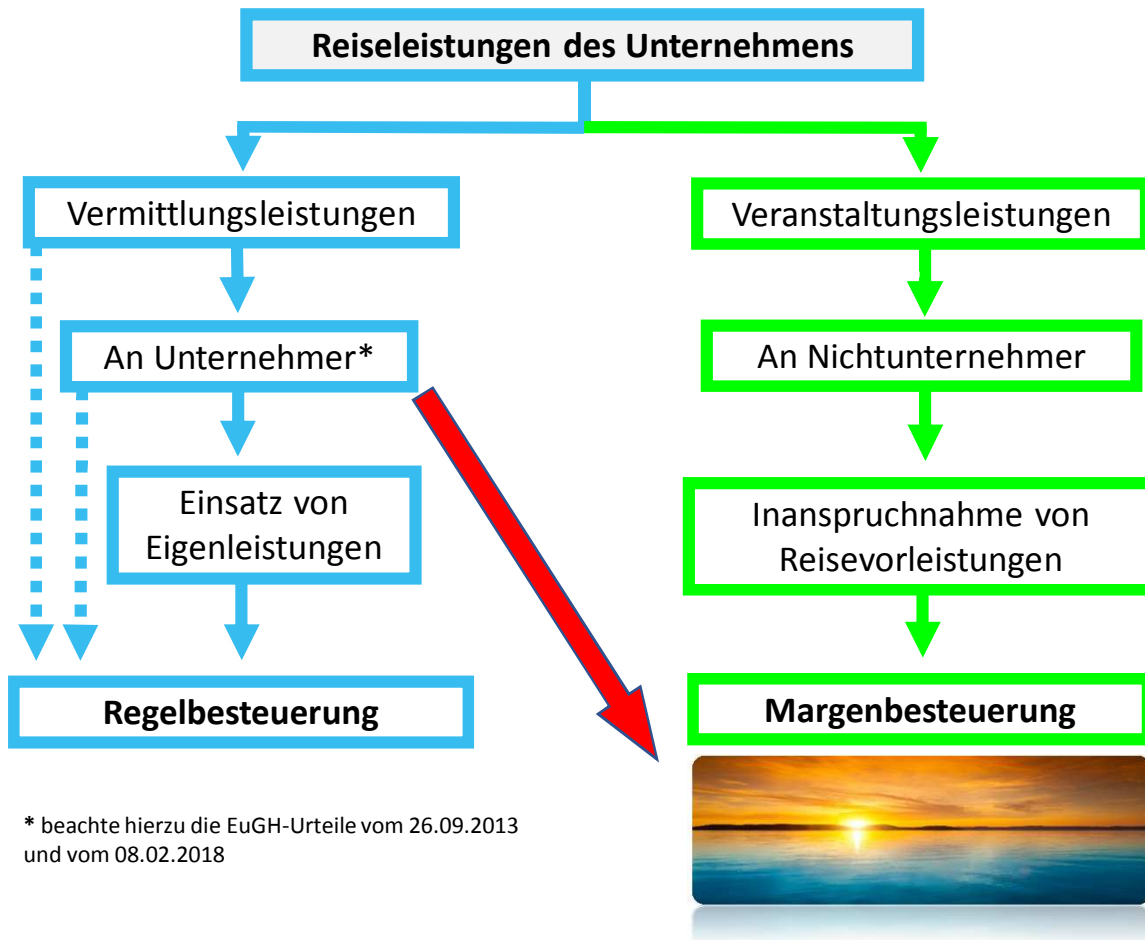 Reiseleistungen des Unternehmens
Vermittlungsleistungen
Veranstaltungsleistungen
An Unternehmer*
An Nichtunternehmer
Einsatz von
Eigenleistungen
Inanspruchnahme von
Reisevorleistungen
Regelbesteuerung
Margenbesteuerung
* beachte hierzu die EuGH-Urteile vom 26.09.2013
und vom 08.02.2018